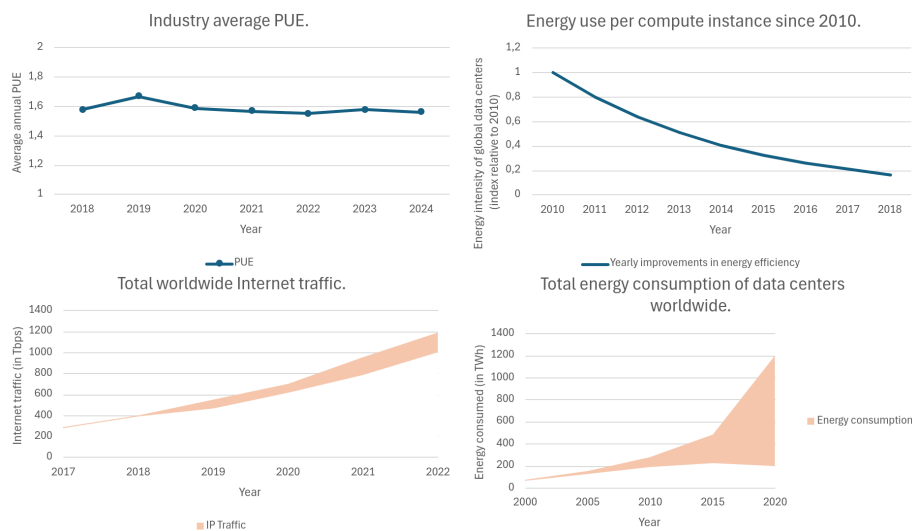 Industry average PUE.
2
1,8
1,6
1,4
1,2
1
Average annual PUE
2018 2019 2020 2021 2022 2023 2024
Year
PUE
Energy use per compute instance since 2010.
1,2
1
0,8
0,6
0,4
0,2
0
Energy intensity of global data centers
(index relative to 2010)
2010 2011 2012 2013 2014 2015 2016 2017 2018
Year
Yearly improvements in energy efficiency
Total worldwide Internet traffic.
1400
1200
1000
800
600
400
200
0
Internet traffic (in Tbps)
2017 2018 2019 2020 2021 2022
Year
IP Traffic
Total energy consumption of data centers
worldwide.
1400
1200
1000
800
600
400
200
0
Energy consumed (in TWh)
2000 2005 2010 2015 2020
Year
Energy consumption